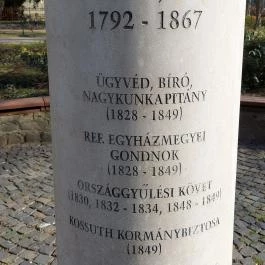 1792 - 1867
ÜGYVÉD, BÍRÓ,
NAGYKUNKAPITÁNY
(1828 - 1849)
REF. EGYHÁZMEGYEI
GONDNOK
(1828 - 1849)
ORSZÁGGYŰLÉSI KÖVET
(1830, 1832 - 1834, 1848 - 1849)
KOSSUTH KORMÁNYBIZTOSA
(1849)